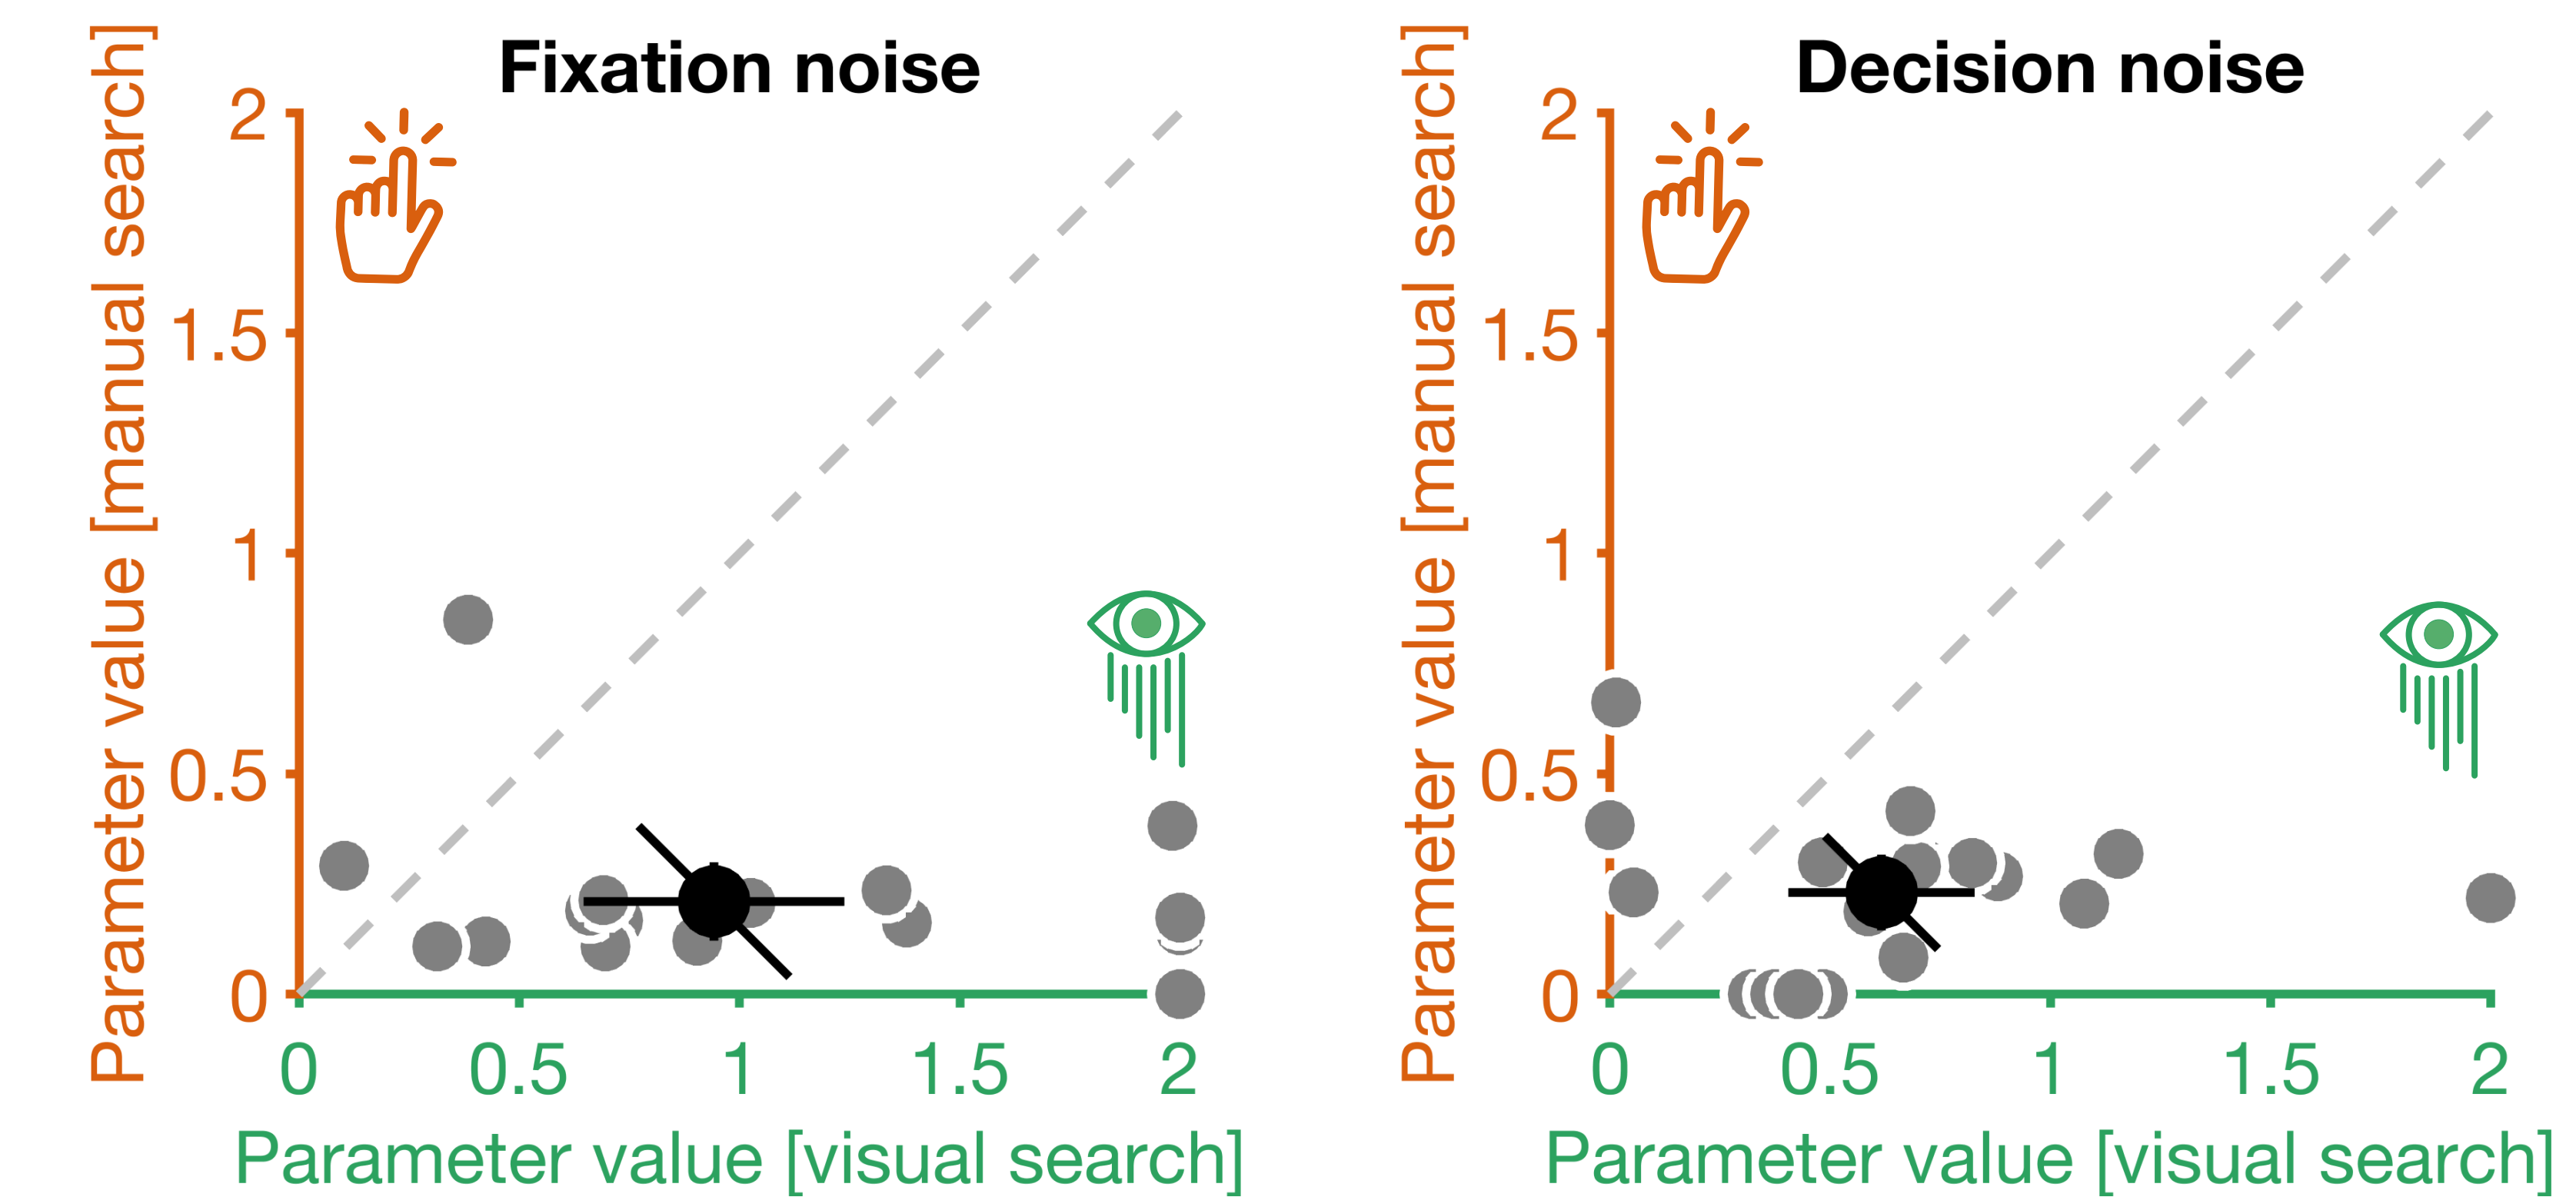 Fixation noise
Parameter value [manual search]
2
1.5
1
0.5
0
0 0.5 1 1.5 2
Parameter value [visual search]
Decision noise
Parameter value [manual search]
2
1.5
1
0.5
0
0 0.5 1 1.5 2
Parameter value [visual search]